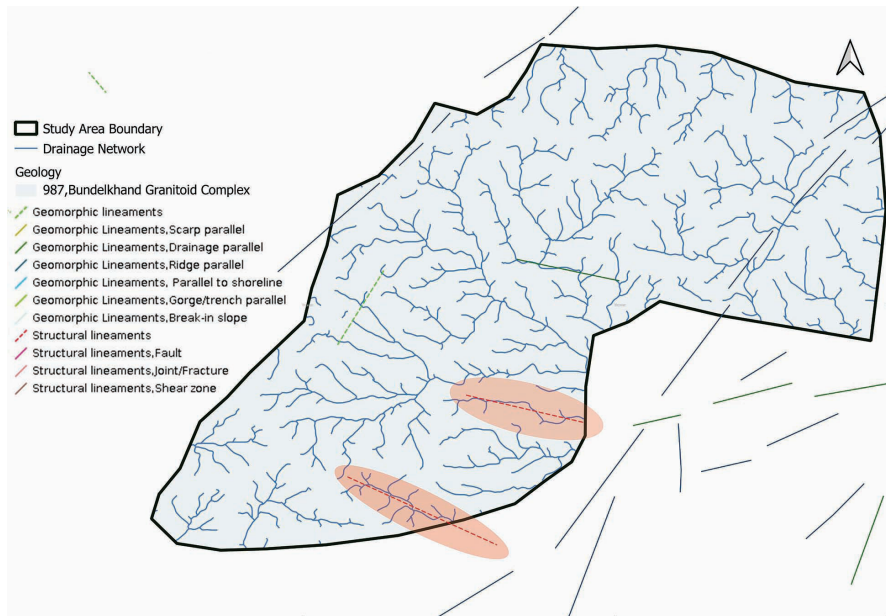 Study Area Boundary
Drainage Network
Geology
987,Bundelkhand Granitoid Complex
Geomorphic lineaments
Geomorphic Lineaments,Scarp parallel
Geomorphic Lineaments,Drainage parallel
Geomorphic Lineaments,Ridge parallel
Geomorphic Lineaments, Parallel to shoreline
Geomorphic Lineaments,Gorge/trench parallel
Geomorphic Lineaments,Break-in slope
Structural lineaments
Structural lineaments,Fault
Structural lineaments,Joint/Fracture
Structural lineaments,Shear zone